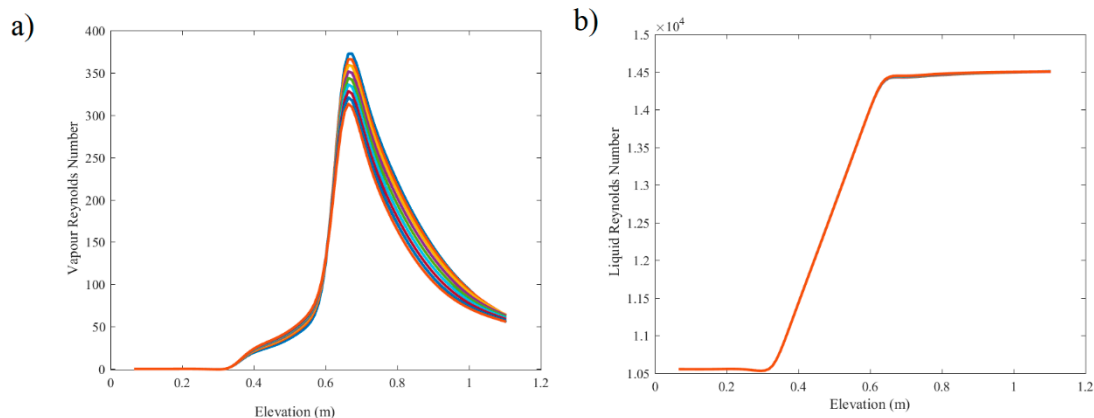 a)
400
350
300
250
200
150
100
50
0
Vapour Reynolds Number
0 0.2 0.4 0.6 0.8 1 1.2
Elevation (m)
b)
×10⁴
1.5
1.45
1.4
1.35
1.3
1.25
1.2
1.15
1.1
1.05
Liquid Reynolds Number
0 0.2 0.4 0.6 0.8 1 1.2
Elevation (m)